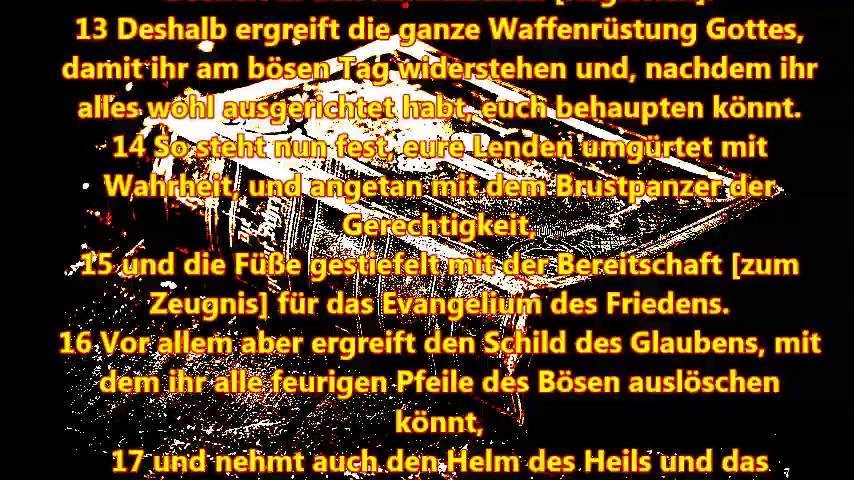 13 Deshalb ergreift die ganze Waffenrüstung Gottes,
damit ihr am bösen Tag widerstehen und, nachdem ihr
alles wohl ausgerichtet habt, euch behaupten könnt.
14 So steht nun fest, eure Lenden umgürtet mit
Wahrheit, und angetan mit dem Brustpanzer der
Gerechtigkeit,
15 und die Füße gestiefelt mit der Bereitschaft [zum
Zeugnis] für das Evangelium des Friedens.
16 Vor allem aber ergreift den Schild des Glaubens, mit
dem ihr alle feurigen Pfeile des Bösen auslöschen
könnt,
17 und nehmt auch den Helm des Heils und das